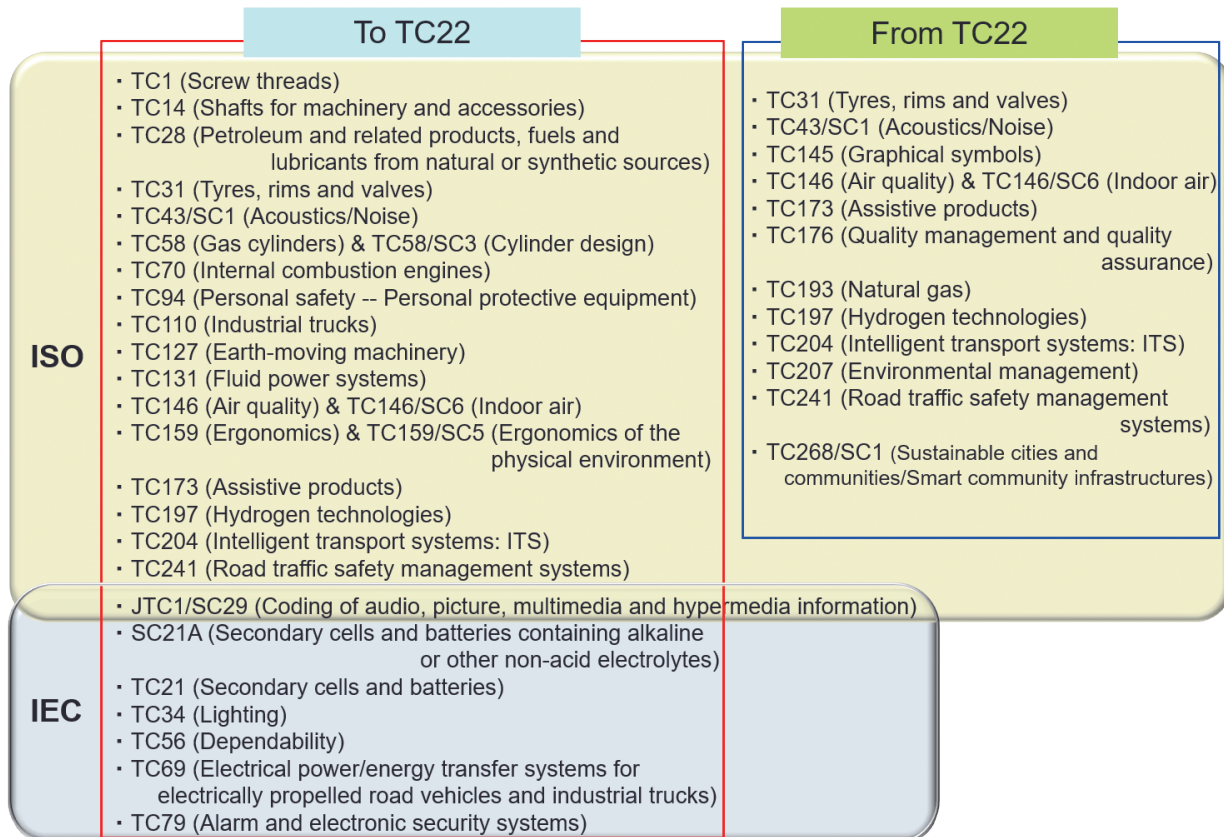 To TC22
・TC1 (Screw threads)
・TC14 (Shafts for machinery and accessories)
・TC28 (Petroleum and related products, fuels and
lubricants from natural or synthetic sources)
・TC31 (Tyres, rims and valves)
・TC43/SC1 (Acoustics/Noise)
・TC58 (Gas cylinders) & TC58/SC3 (Cylinder design)
・TC70 (Internal combustion engines)
・TC94 (Personal safety -- Personal protective equipment)
・TC110 (Industrial trucks)
・TC127 (Earth-moving machinery)
・TC131 (Fluid power systems)
・TC146 (Air quality) & TC146/SC6 (Indoor air)
・TC159 (Ergonomics) & TC159/SC5 (Ergonomics of the
physical environment)
・TC173 (Assistive products)
・TC197 (Hydrogen technologies)
・TC204 (Intelligent transport systems: ITS)
・TC241 (Road traffic safety management systems)
ISO
From TC22
・TC31 (Tyres, rims and valves)
・TC43/SC1 (Acoustics/Noise)
・TC145 (Graphical symbols)
・TC146 (Air quality) & TC146/SC6 (Indoor air)
・TC173 (Assistive products)
・TC176 (Quality management and quality
assurance)
・TC193 (Natural gas)
・TC197 (Hydrogen technologies)
・TC204 (Intelligent transport systems: ITS)
・TC207 (Environmental management)
・TC241 (Road traffic safety management
systems)
・TC268/SC1 (Sustainable cities and
communities/Smart community infrastructures)
・JTC1/SC29 (Coding of audio, picture, multimedia and hypermedia information)
・SC21A (Secondary cells and batteries containing alkaline
or other non-acid electrolytes)
・TC21 (Secondary cells and batteries)
IEC
・TC34 (Lighting)
・TC56 (Dependability)
・TC69 (Electrical power/energy transfer systems for
electrically propelled road vehicles and industrial trucks)
・TC79 (Alarm and electronic security systems)